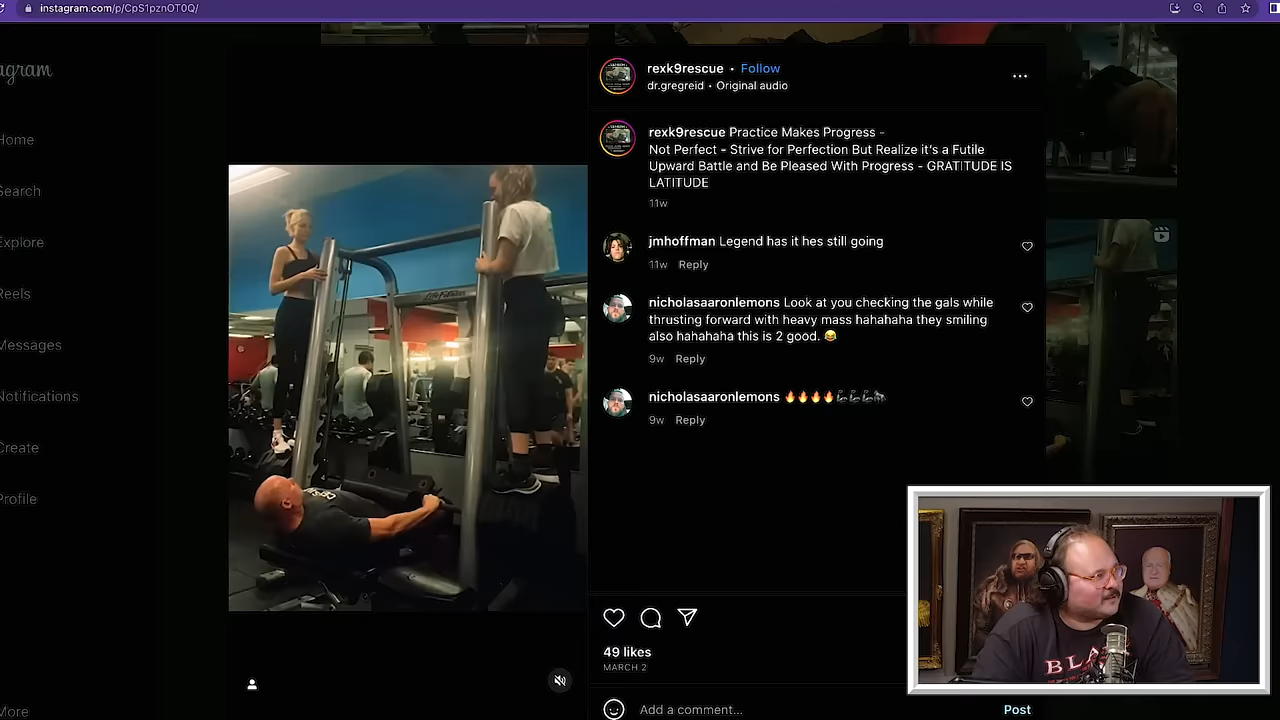 instagram.com/p/CpS1pznOT0Q/
agram
Home
Search
Explore
Reels
Messages
Notifications
Create
Profile
More
rexk9rescue • Follow
dr.gregreid • Original audio
rexk9rescue Practice Makes Progress -
Not Perfect - Strive for Perfection But Realize it's a Futile
Upward Battle and Be Pleased With Progress - GRATITUDE IS
LATITUDE
11w
jmhoffman Legend has it hes still going
11w Reply
nicholasaaronlemons Look at you checking the gals while
thrusting forward with heavy mass hahahaha they smiling
also hahahaha this is 2 good. 😂
9w Reply
nicholasaaronlemons 🔥🔥🔥🔥💪🏿💪🏿💪🏿🦍
9w Reply
49 likes
MARCH 2
Add a comment...
Post
BLA